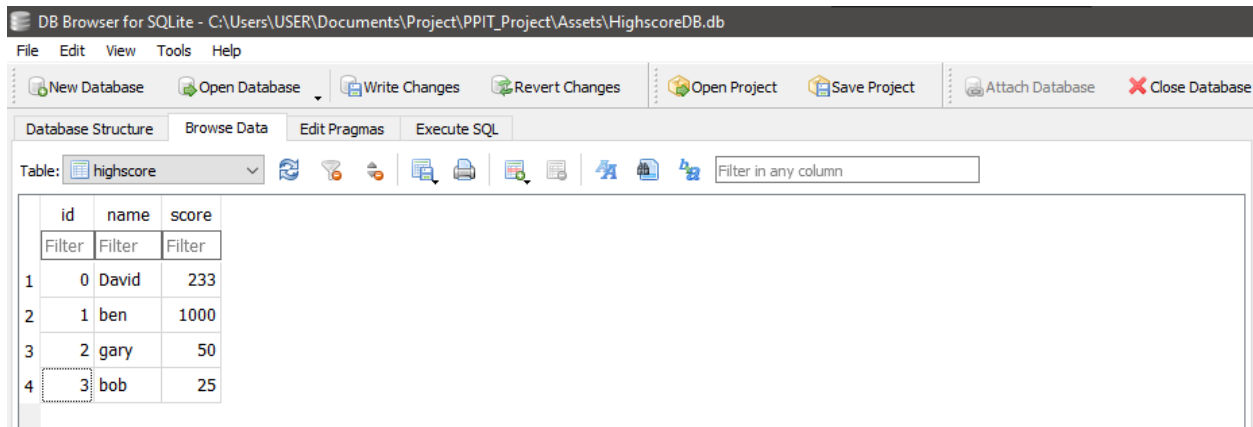 DB Browser for SQLite - C:\Users\USER\Documents\Project\PPIT_Project\Assets\HighscoreDB.db
File Edit View Tools Help
New Database Open Database Write Changes Revert Changes Open Project Save Project Attach Database Close Database
Database Structure Browse Data Edit Pragmas Execute SQL
Table: highscore Filter in any column
id name score
Filter Filter Filter
1 0 David 233
2 1 ben 1000
3 2 gary 50
4 3 bob 25